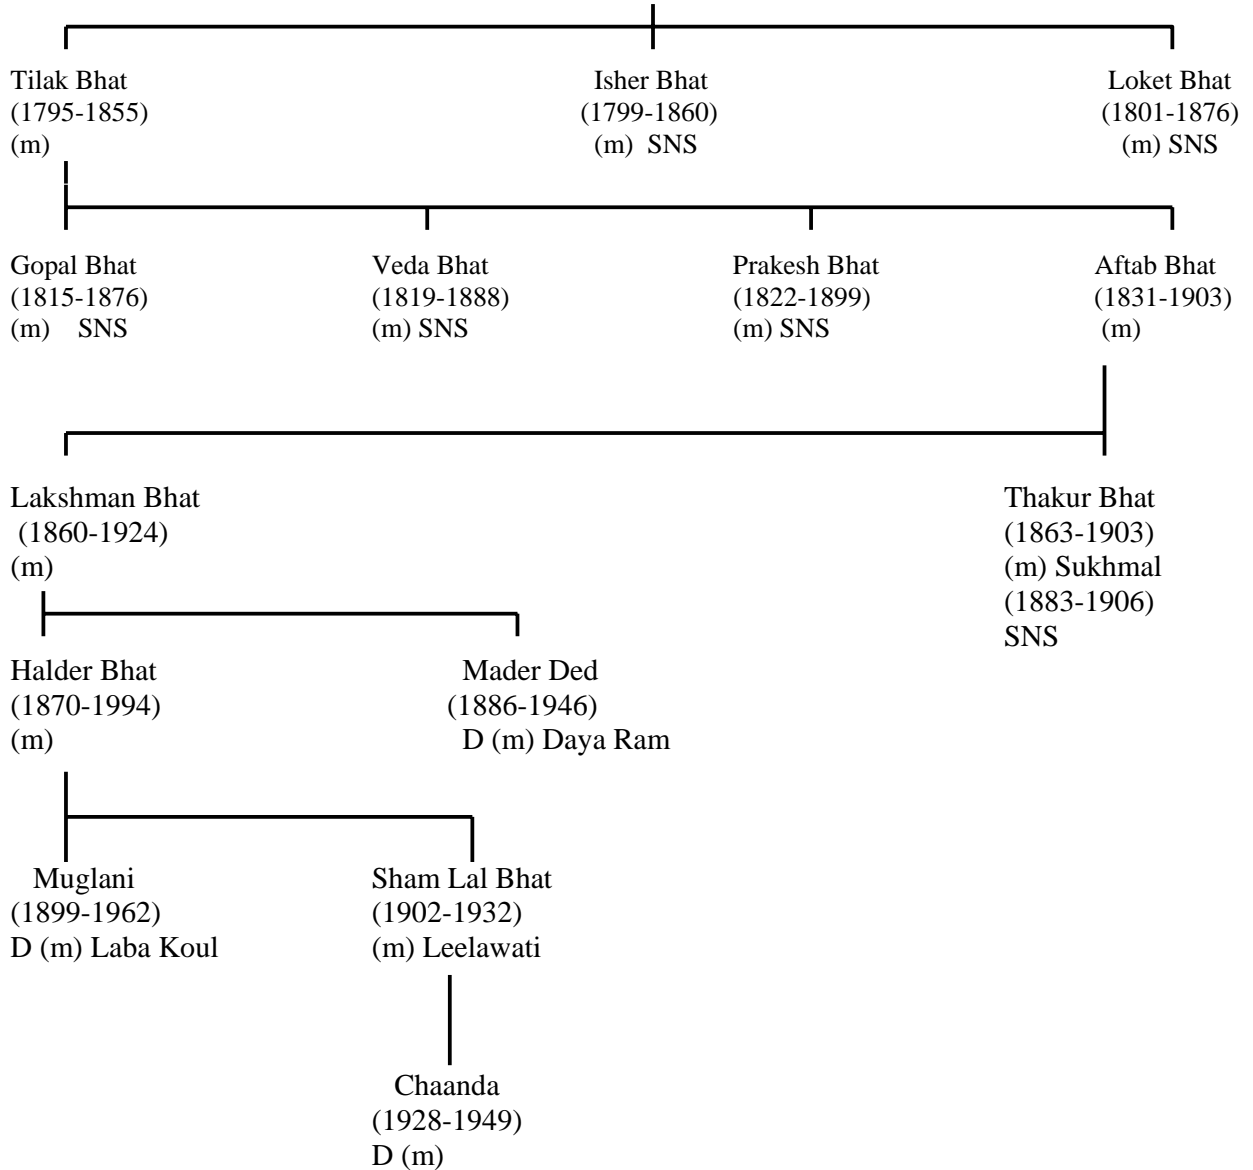 Tilak Bhat
(1795-1855)
(m)
Isher Bhat
(1799-1860)
(m) SNS
Loket Bhat
(1801-1876)
(m) SNS
Gopal Bhat
(1815-1876)
(m) SNS
Veda Bhat
(1819-1888)
(m) SNS
Prakesh Bhat
(1822-1899)
(m) SNS
Aftab Bhat
(1831-1903)
(m)
Lakshman Bhat
(1860-1924)
(m)
Thakur Bhat
(1863-1903)
(m) Sukhmal
(1883-1906)
SNS
Halder Bhat
(1870-1994)
(m)
Mader Ded
(1886-1946)
D (m) Daya Ram
Muglani
(1899-1962)
D (m) Laba Koul
Sham Lal Bhat
(1902-1932)
(m) Leelawati
Chaanda
(1928-1949)
D (m)